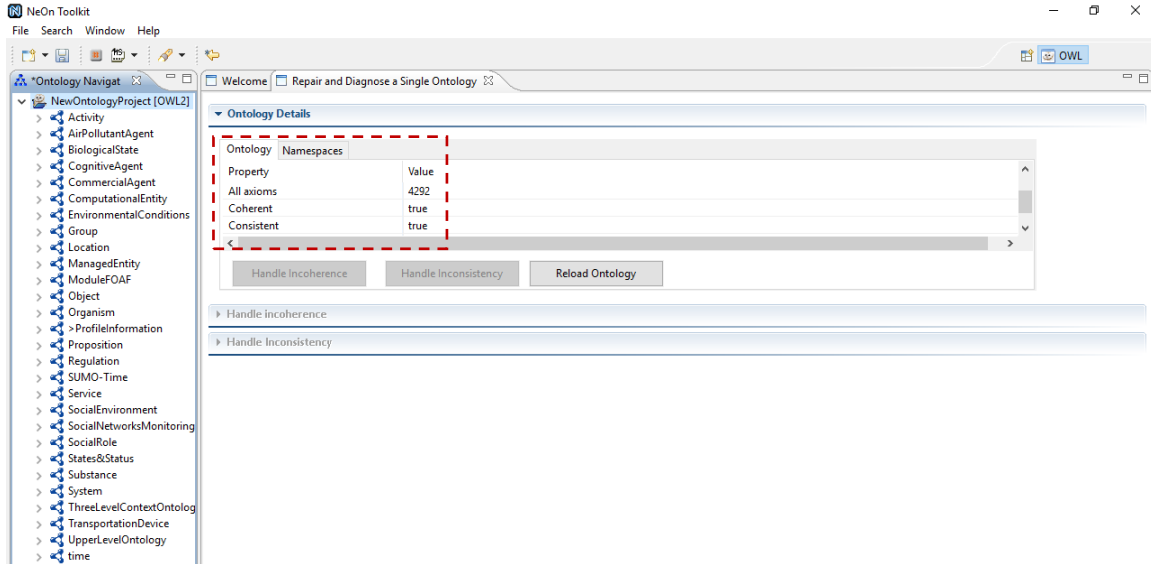 NeOn Toolkit
File Search Window Help
OWL
*Ontology Navigat
Welcome
Repair and Diagnose a Single Ontology
NewOntologyProject [OWL2]
Activity
AirPollutantAgent
BiologicalState
CognitiveAgent
CommercialAgent
ComputationalEntity
EnvironmentalConditions
Group
Location
ManagedEntity
ModuleFOAF
Object
Organism
>ProfileInformation
Proposition
Regulation
SUMO-Time
Service
SocialEnvironment
SocialNetworksMonitoring
SocialRole
States&Status
Substance
System
ThreeLevelContextOntolog
TransportationDevice
UpperLevelOntology
time
Ontology Details
Ontology Namespaces
Property Value
All axioms 4292
Coherent true
Consistent true
Handle Incoherence Handle Inconsistency Reload Ontology
Handle incoherence
Handle Inconsistency